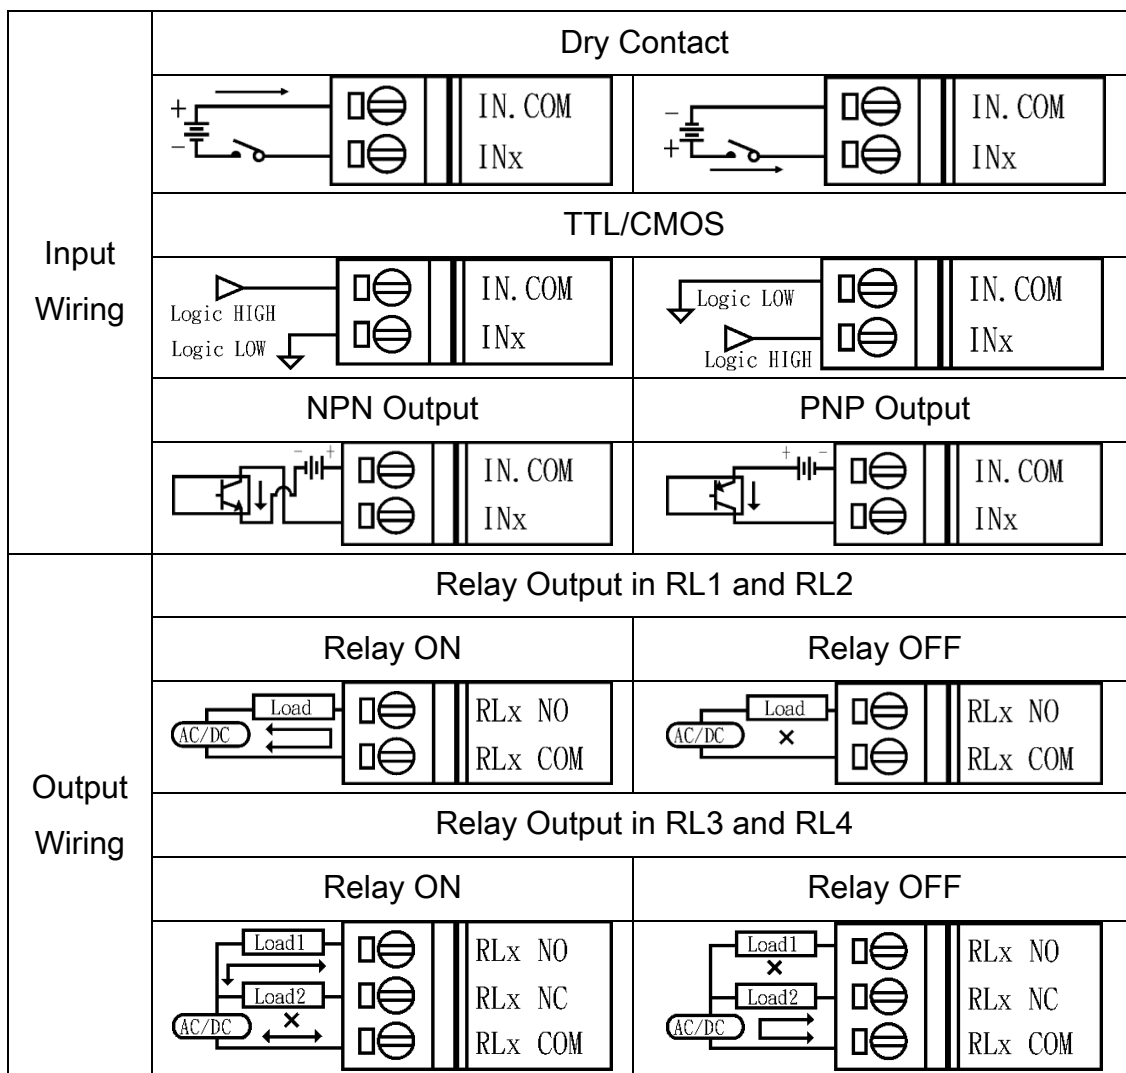 Input
Wiring
Dry Contact
+
-
IN. COM
INx
-
+
IN. COM
INx
TTL/CMOS
Logic HIGH
Logic LOW
IN. COM
INx
Logic LOW
Logic HIGH
IN. COM
INx
NPN Output
PNP Output
- +
IN. COM
INx
+ -
IN. COM
INx
Output
Wiring
Relay Output in RL1 and RL2
Relay ON
Relay OFF
Load
AC/DC
RLx NO
RLx COM
Load
AC/DC
RLx NO
RLx COM
Relay Output in RL3 and RL4
Relay ON
Relay OFF
Load1
Load2
AC/DC
RLx NO
RLx NC
RLx COM
Load1
Load2
AC/DC
RLx NO
RLx NC
RLx COM